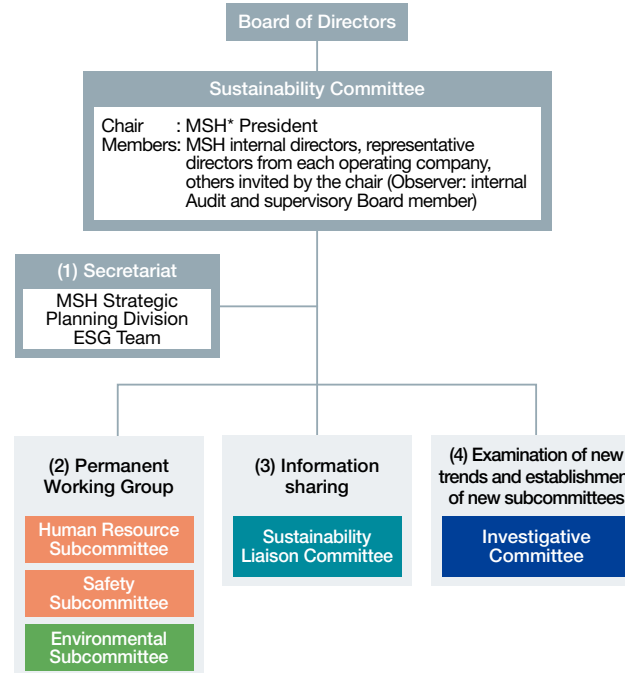 Board of Directors
Sustainability Committee
Chair : MSH* President
Members: MSH internal directors, representative
directors from each operating company,
others invited by the chair (Observer: internal
Audit and supervisory Board member)
(1) Secretariat
MSH Strategic
Planning Division
ESG Team
(2) Permanent
Working Group
Human Resource
Subcommittee
Safety
Subcommittee
Environmental
Subcommittee
(3) Information
sharing
Sustainability
Liaison Committee
(4) Examination of new
trends and establishment
of new subcommittees
Investigative
Committee